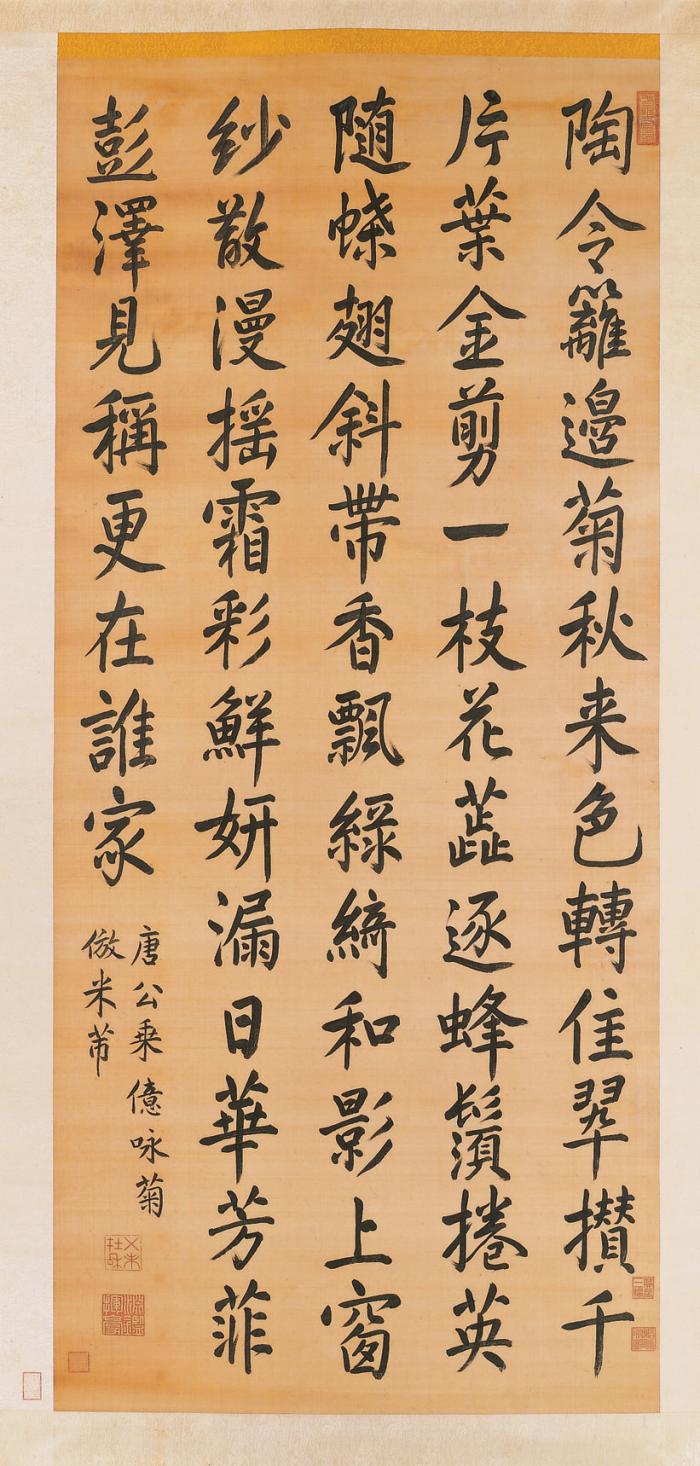 陶令籬邊菊秋来色轉佳翠攢千
片葉金剪一枝花蕋逐蜂鬚捲英
随蝶翅斜帶香飄綠綺和影上窗
紗散漫摇霜彩鮮妍漏日華芳菲
彭澤見稱更在誰家
唐公乗億咏菊
倣米芾